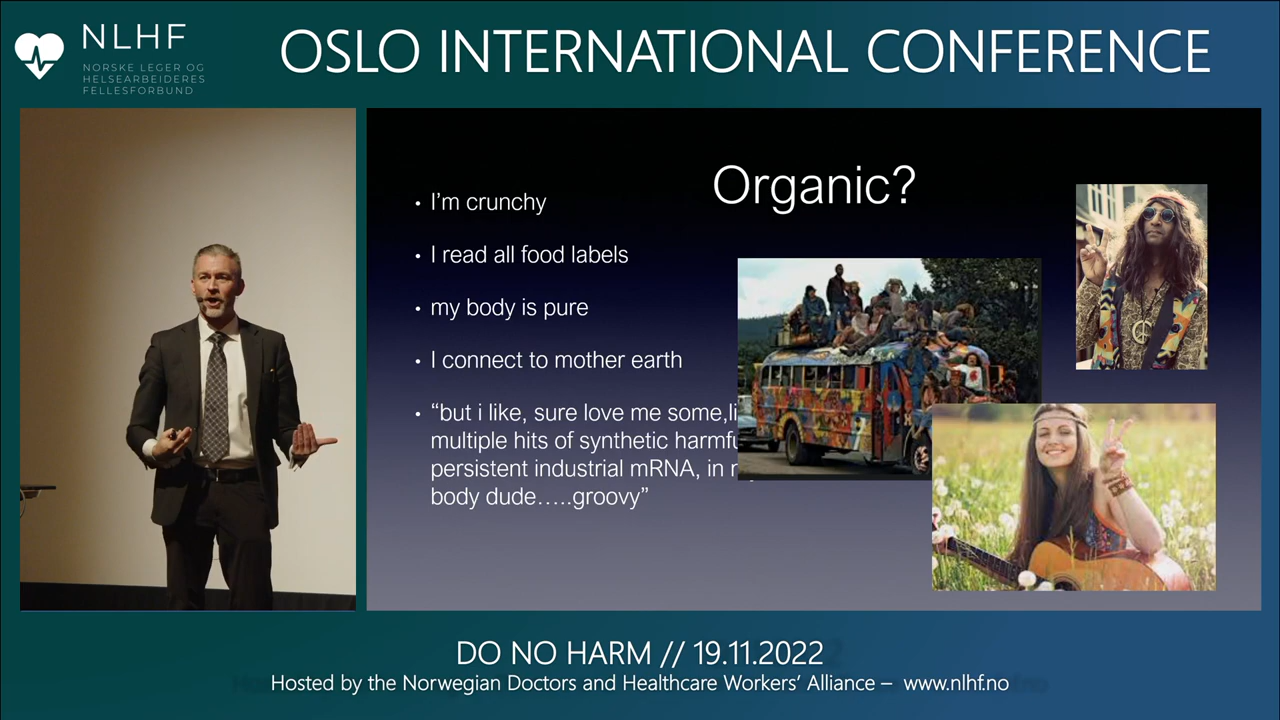 NLHF
NORSKE LEGER OG
HELSEARBEIDERES
FELLESFORBUND
OSLO INTERNATIONAL CONFERENCE
Organic?
• I'm crunchy
• I read all food labels
• my body is pure
• I connect to mother earth
• “but i like, sure love me some,
multiple hits of synthetic
persistent industrial mRNA, in
body dude…..groovy”
DO NO HARM // 19.11.2022
Hosted by the Norwegian Doctors and Healthcare Workers’ Alliance – www.nlhf.no